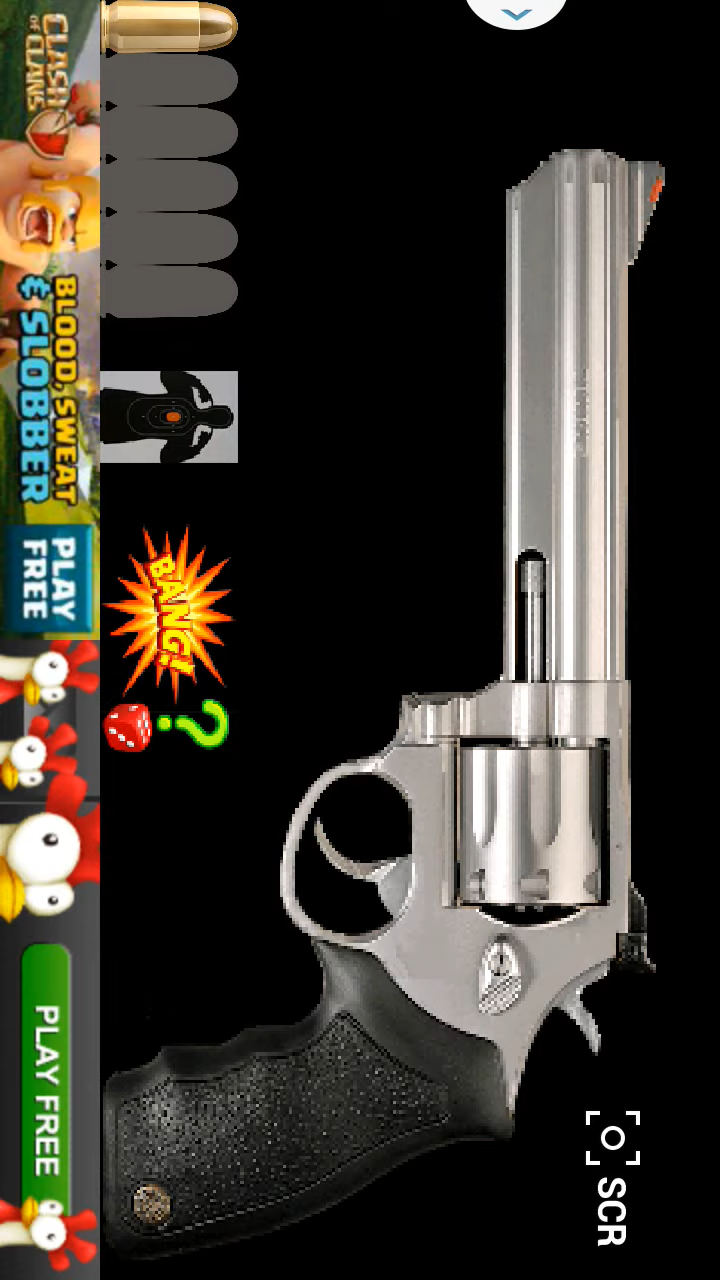 CLASH
OF CLANS
BLOOD, SWEAT
& SLOBBER
PLAY
FREE
PLAY FREE
BANG!
?
SCR